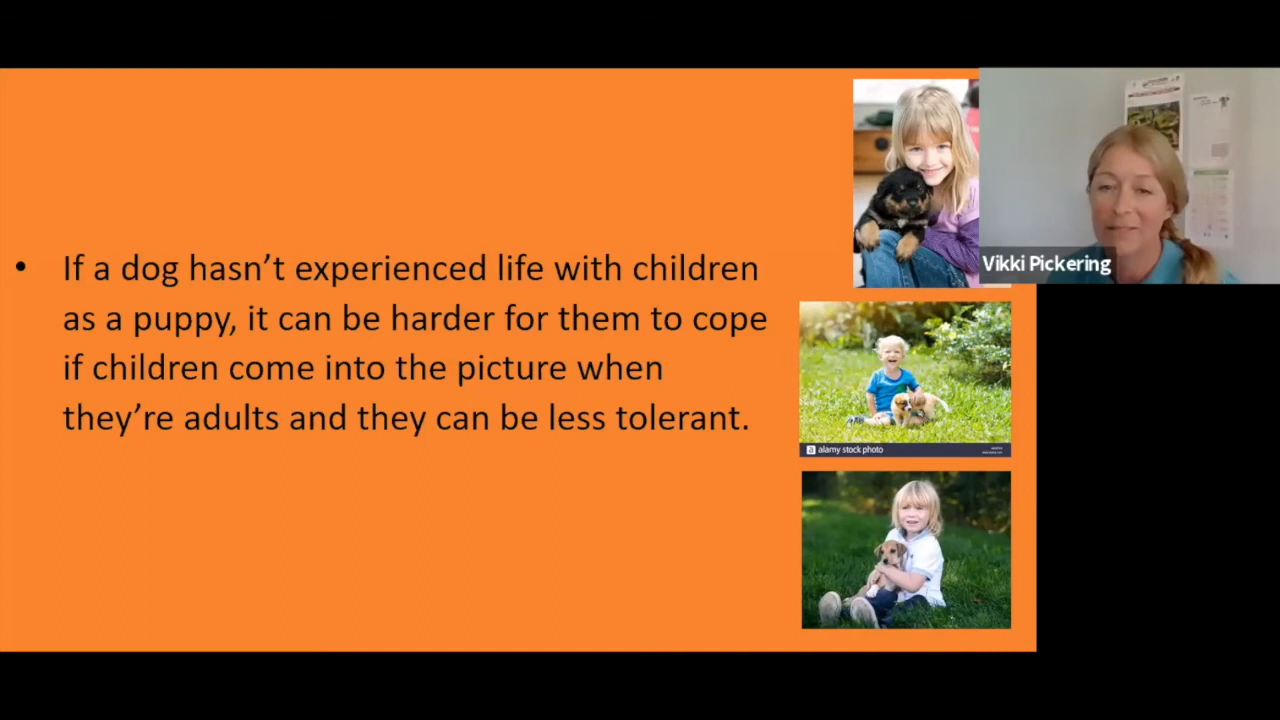 • If a dog hasn’t experienced life with children
as a puppy, it can be harder for them to cope
if children come into the picture when
they’re adults and they can be less tolerant.
Vikki Pickering
a alamy stock photo